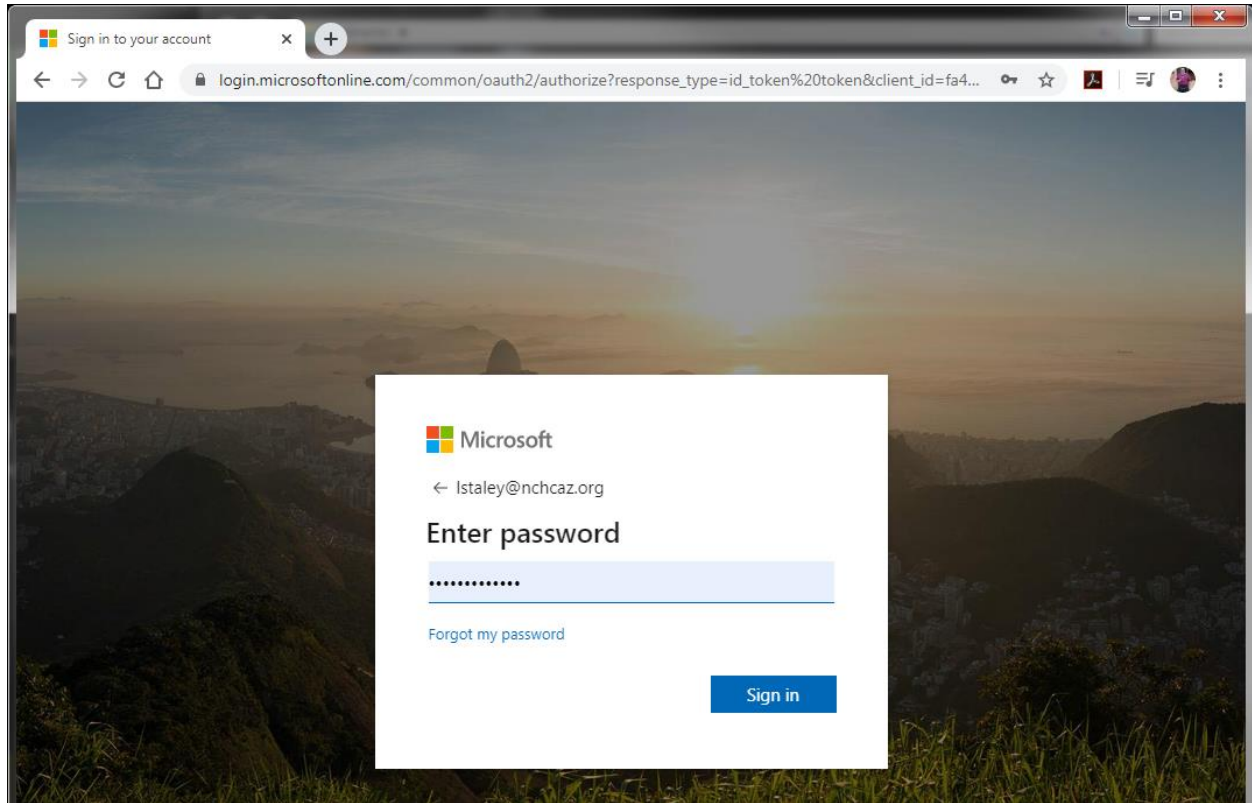 Sign in to your account
login.microsoftonline.com/common/oauth2/authorize?response_type=id_token%20token&client_id=fa4...
Microsoft
← lstaley@nchcaz.org
Enter password
•••••••••••••
Forgot my password
Sign in